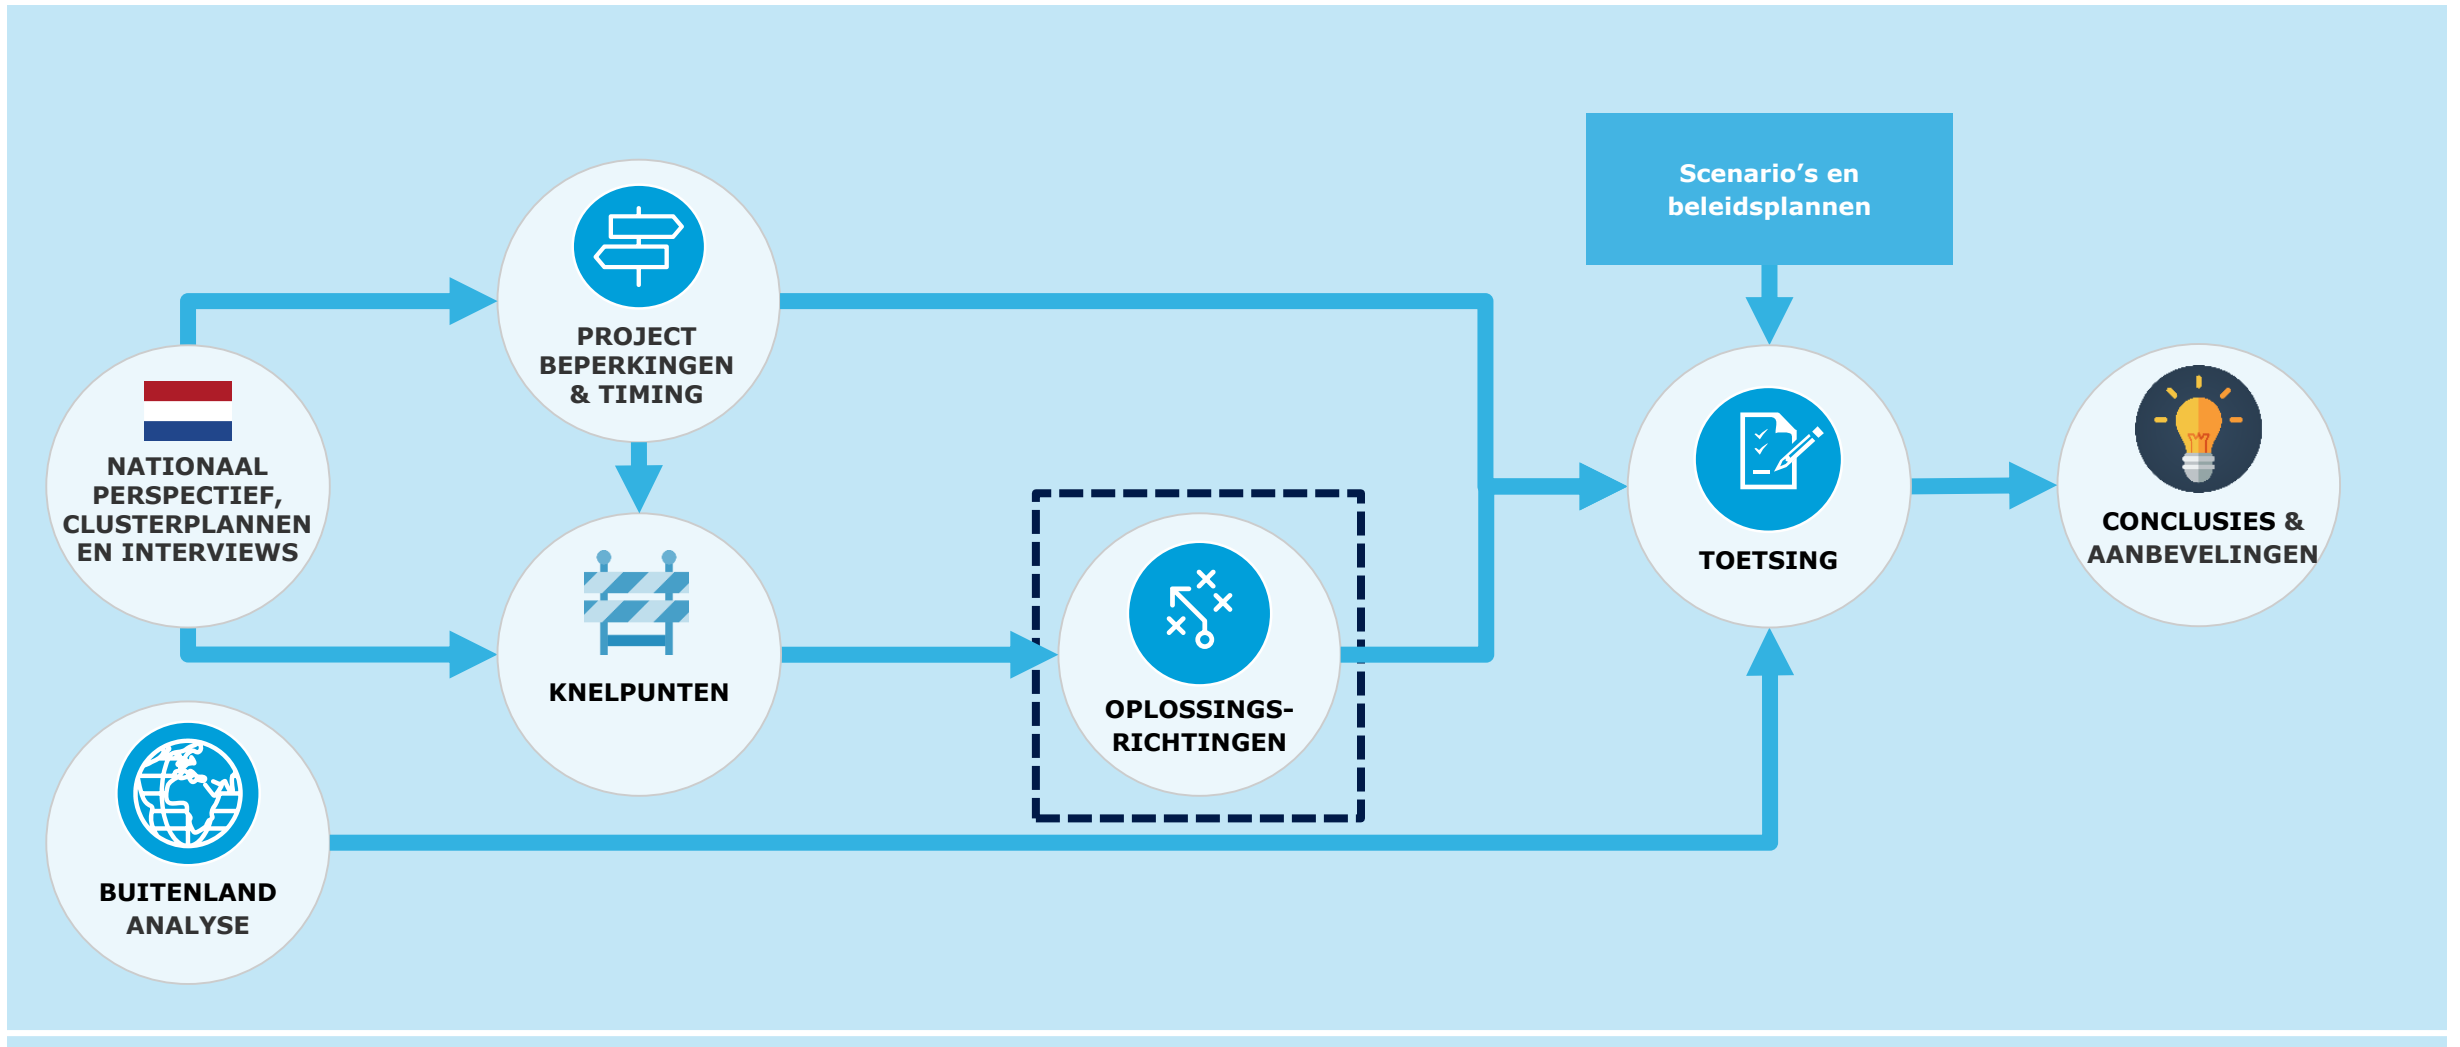 Scenario’s en
beleidsplannen
PROJECT
BEPERKINGEN
& TIMING
NATIONAAL
PERSPECTIEF,
CLUSTERPLANNEN
EN INTERVIEWS
KNELPUNTEN
OPLOSSINGS-
RICHTINGEN
TOETSING
CONCLUSIES &
AANBEVELINGEN
BUITENLAND
ANALYSE